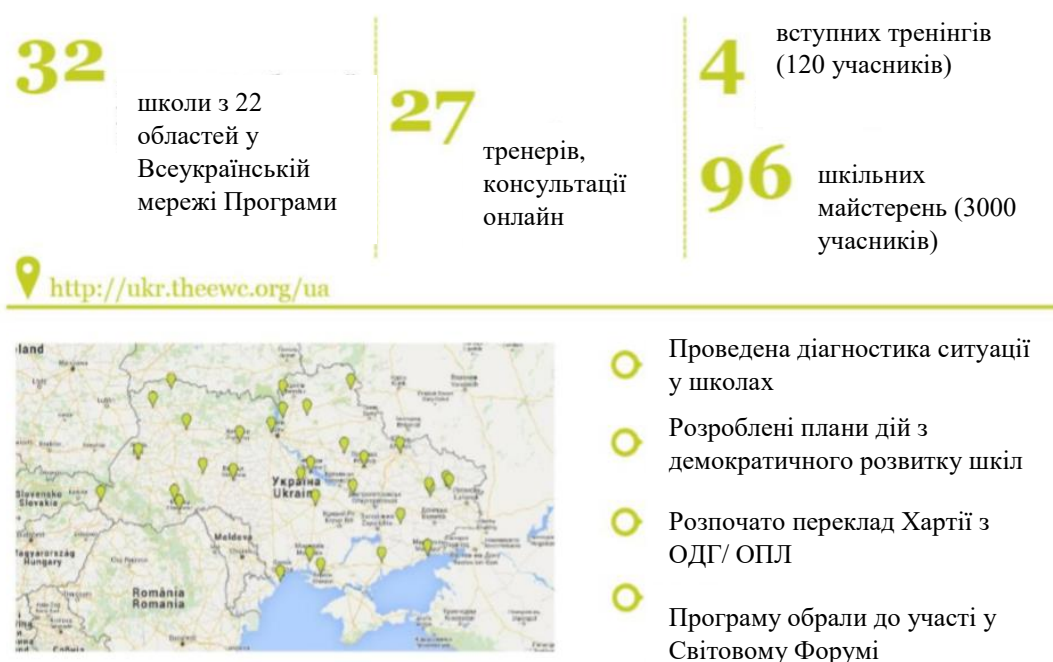 32
школи з 22
областей у
Всеукраїнській
мережі Програми
27
тренерів,
консультації
онлайн
4
вступних тренінгів
(120 учасників)
96
шкільних
майстерень (3000
учасників)
http://ukr.theewc.org/ua
land
Україна
Ukrain
Slovensko
Slovakia
Magyarország
Hungary
Moldova
România
Romania
Проведена діагностика ситуації
у школах
Розроблені плани дій з
демократичного розвитку шкіл
Розпочато переклад Хартії з
ОДГ/ ОПЛ
Програму обрали до участі у
Світовому Форумі